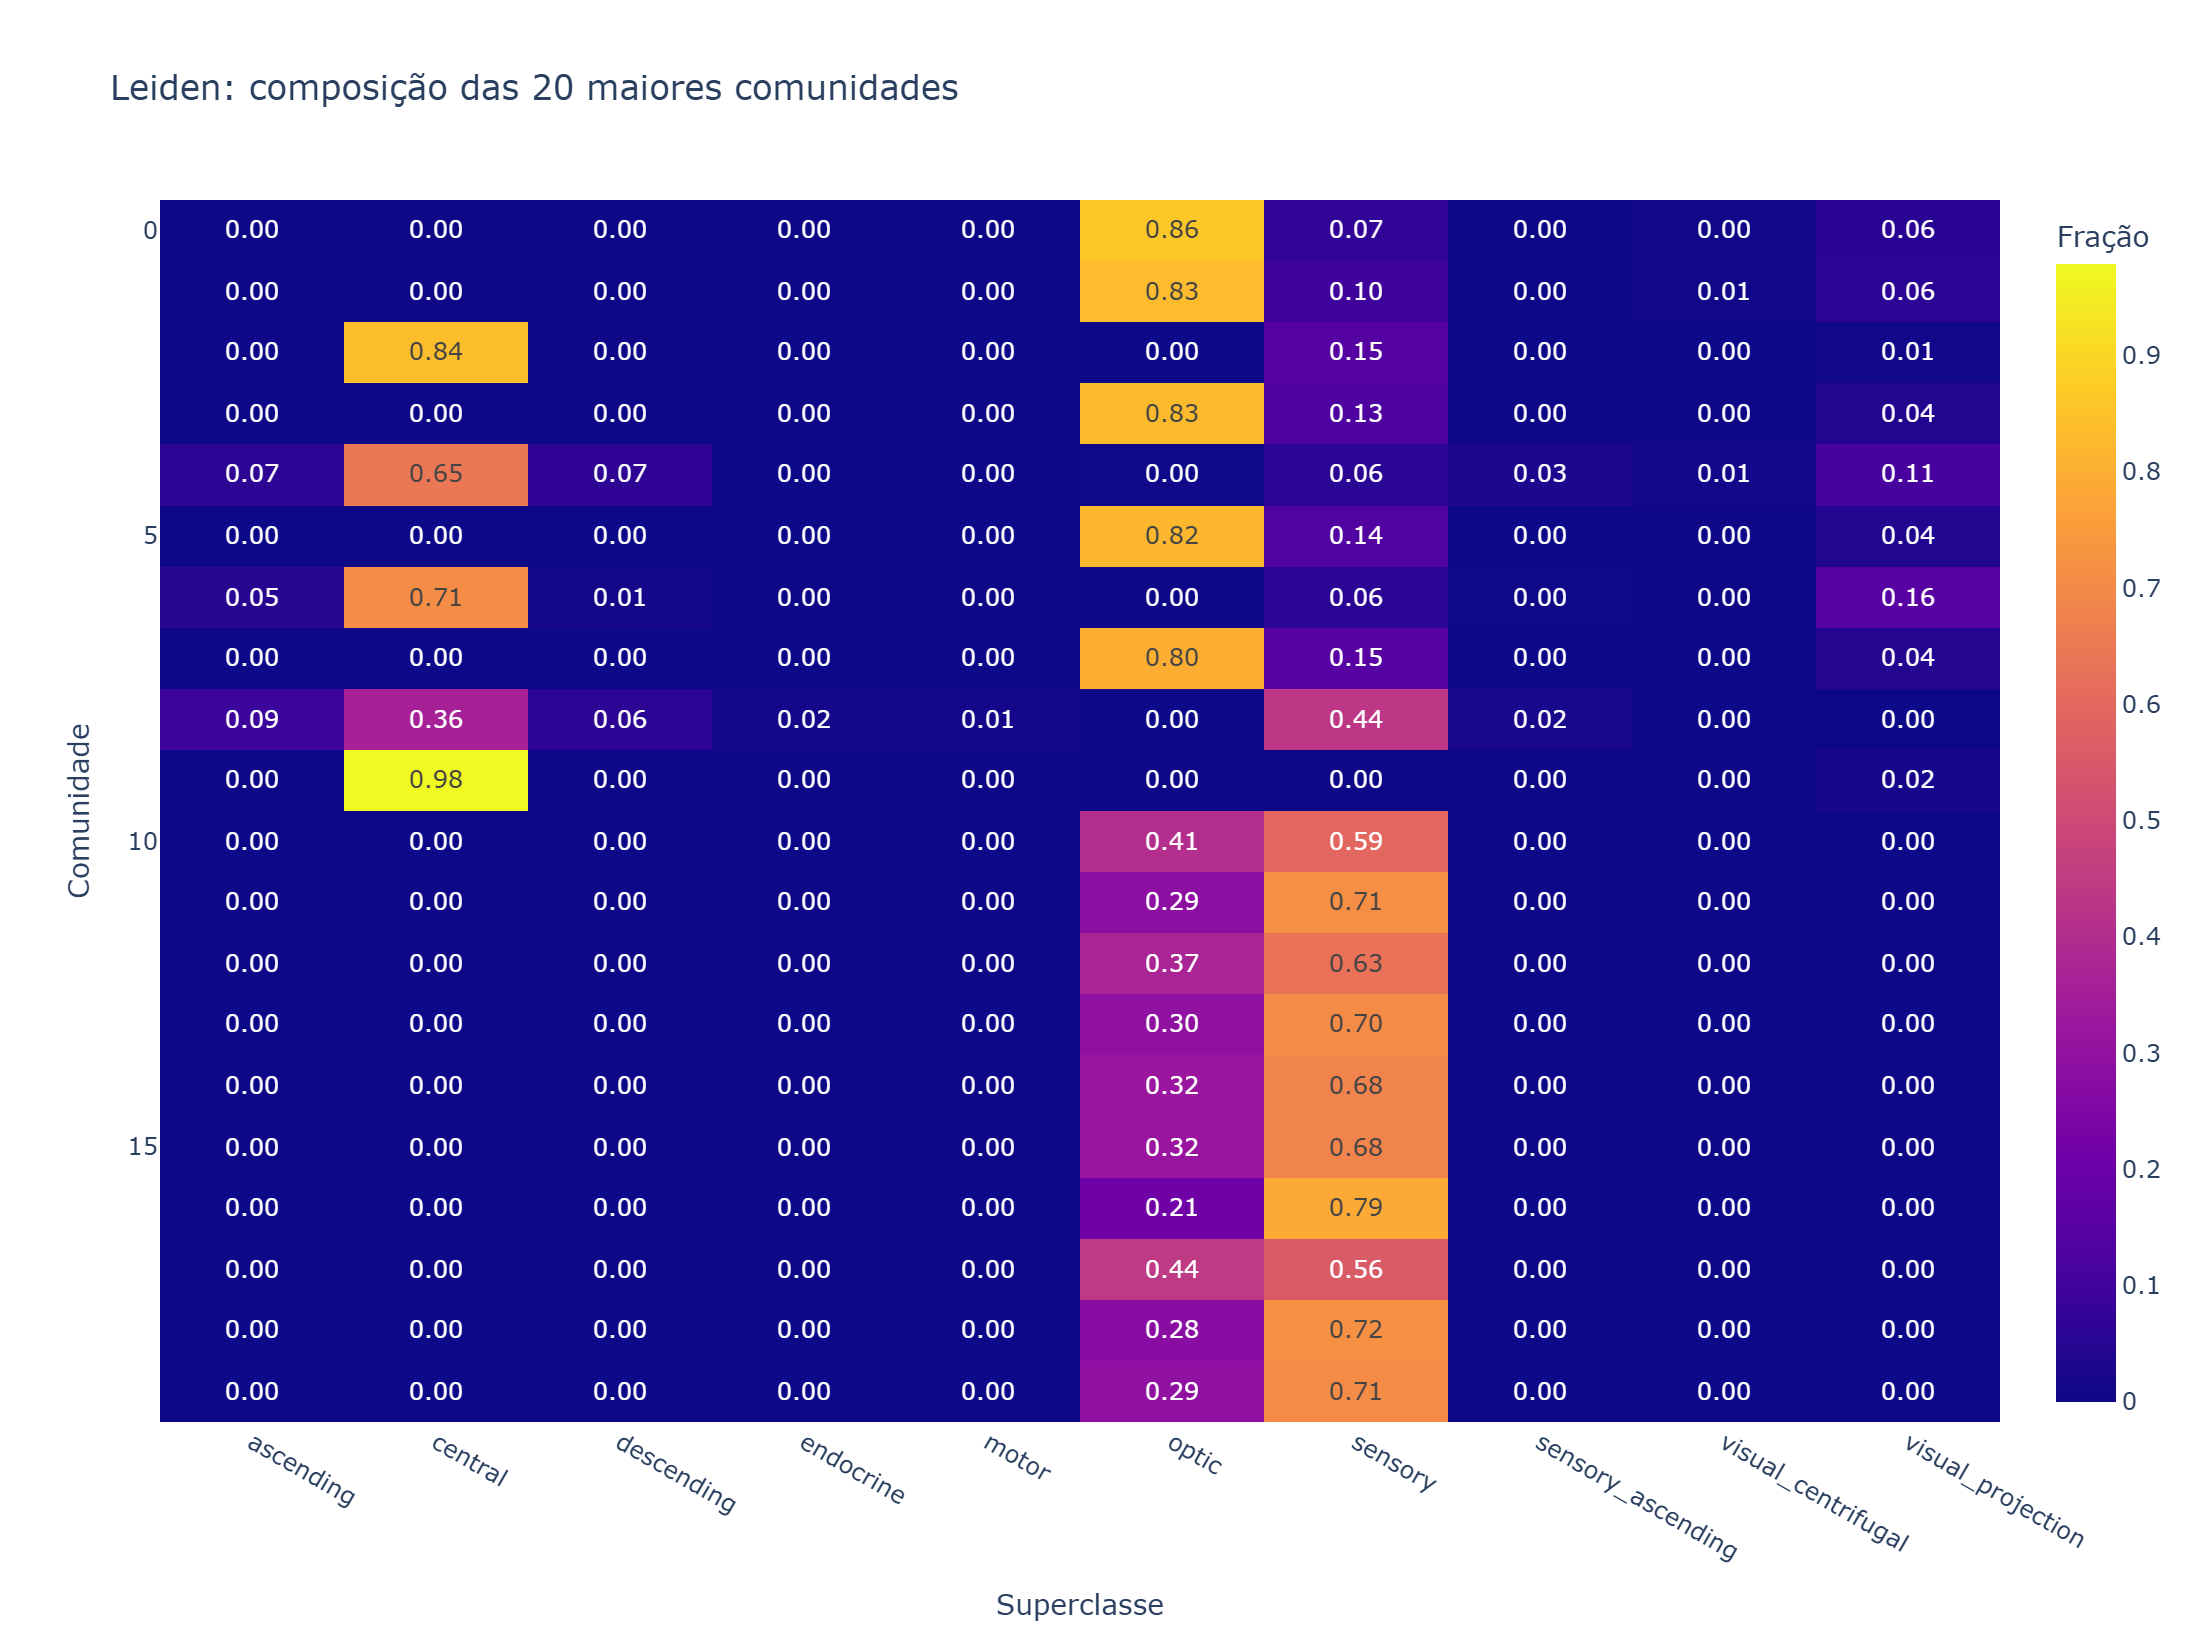 Leiden: composição das 20 maiores comunidades
Fração
0 0.00 0.00 0.00 0.00 0.00 0.86 0.07 0.00 0.00 0.06
0.00 0.00 0.00 0.00 0.00 0.83 0.10 0.00 0.01 0.06
0.00 0.84 0.00 0.00 0.00 0.00 0.15 0.00 0.00 0.01
0.00 0.00 0.00 0.00 0.00 0.83 0.13 0.00 0.00 0.04
0.07 0.65 0.07 0.00 0.00 0.00 0.06 0.03 0.01 0.11
5 0.00 0.00 0.00 0.00 0.00 0.82 0.14 0.00 0.00 0.04
0.05 0.71 0.01 0.00 0.00 0.00 0.06 0.00 0.00 0.16
0.00 0.00 0.00 0.00 0.00 0.80 0.15 0.00 0.00 0.04
0.09 0.36 0.06 0.02 0.01 0.00 0.44 0.02 0.00 0.00
0.00 0.98 0.00 0.00 0.00 0.00 0.00 0.00 0.00 0.02
10 0.00 0.00 0.00 0.00 0.00 0.41 0.59 0.00 0.00 0.00
0.00 0.00 0.00 0.00 0.00 0.29 0.71 0.00 0.00 0.00
0.00 0.00 0.00 0.00 0.00 0.37 0.63 0.00 0.00 0.00
0.00 0.00 0.00 0.00 0.00 0.30 0.70 0.00 0.00 0.00
0.00 0.00 0.00 0.00 0.00 0.32 0.68 0.00 0.00 0.00
15 0.00 0.00 0.00 0.00 0.00 0.32 0.68 0.00 0.00 0.00
0.00 0.00 0.00 0.00 0.00 0.21 0.79 0.00 0.00 0.00
0.00 0.00 0.00 0.00 0.00 0.44 0.56 0.00 0.00 0.00
0.00 0.00 0.00 0.00 0.00 0.28 0.72 0.00 0.00 0.00
0.00 0.00 0.00 0.00 0.00 0.29 0.71 0.00 0.00 0.00
Comunidade
ascending central descending endocrine motor optic sensory sensory_ascending visual_centrifugal visual_projection
Superclasse
0.9
0.8
0.7
0.6
0.5
0.4
0.3
0.2
0.1
0